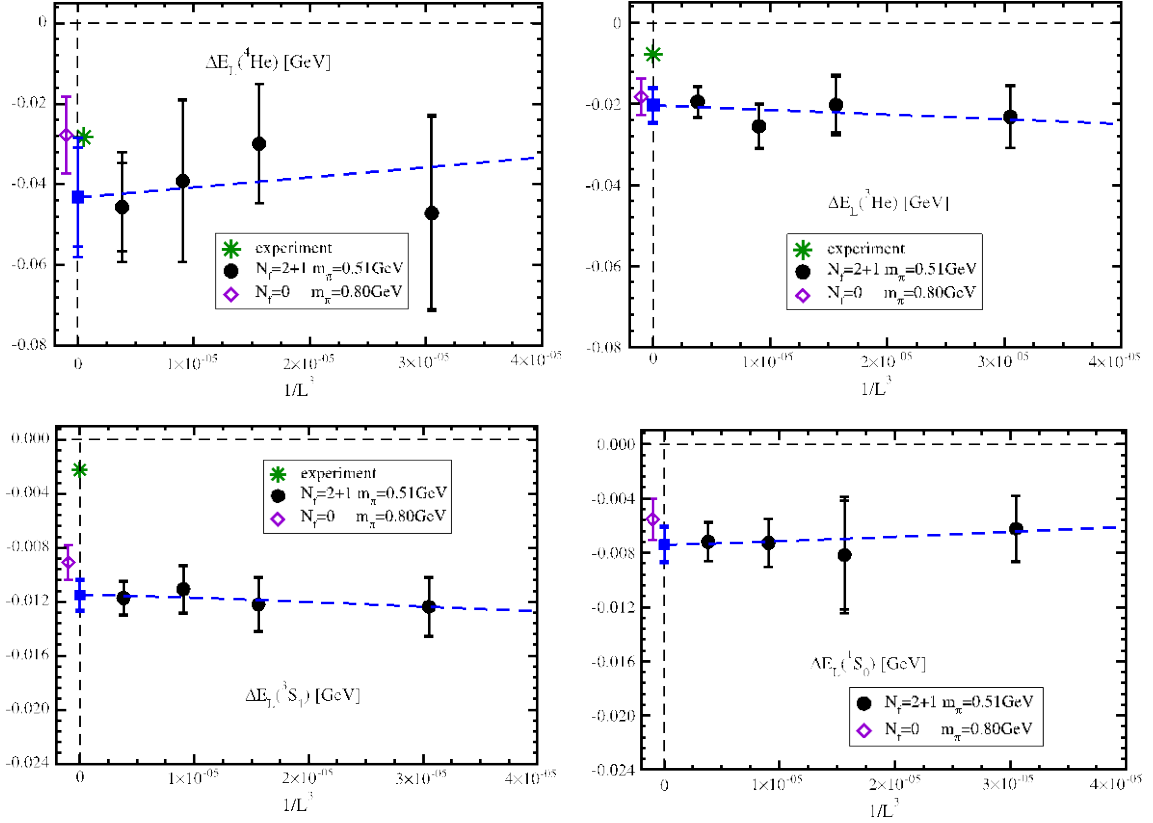 0
-0.02
-0.04
-0.06
-0.08
ΔE_L(⁴He) [GeV]
experiment
N_f=2+1 m_π=0.51GeV
N_f=0 m_π=0.80GeV
0 1×10⁻⁰⁵ 2×10⁻⁰⁵ 3×10⁻⁰⁵ 4×10⁻⁰⁵
1/L³
0
-0.02
-0.04
-0.06
-0.08
ΔE_L(³He) [GeV]
experiment
N_f=2+1 m_π=0.51GeV
N_f=0 m_π=0.80GeV
0 1×10⁻⁰⁵ 2×10⁻⁰⁵ 3×10⁻⁰⁵ 4×10⁻⁰⁵
1/L³
0.000
-0.004
-0.008
-0.012
-0.016
-0.020
-0.024
experiment
N_f=2+1 m_π=0.51GeV
N_f=0 m_π=0.80GeV
ΔE_L(³S₁) [GeV]
0 1×10⁻⁰⁵ 2×10⁻⁰⁵ 3×10⁻⁰⁵ 4×10⁻⁰⁵
1/L³
0.000
-0.004
-0.008
-0.012
-0.016
-0.020
-0.024
ΔE_L(¹S₀) [GeV]
N_f=2+1 m_π=0.51GeV
N_f=0 m_π=0.80GeV
0 1×10⁻⁰⁵ 2×10⁻⁰⁵ 3×10⁻⁰⁵ 4×10⁻⁰⁵
1/L³